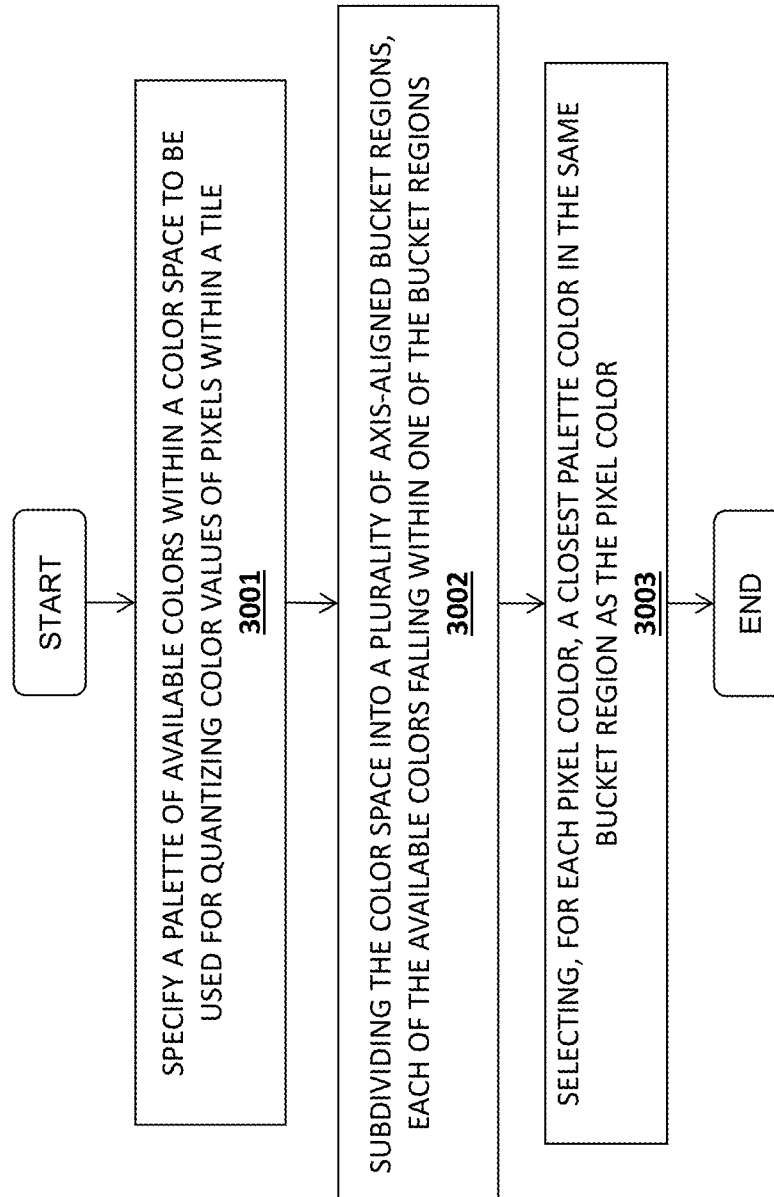 START
SPECIFY A PALETTE OF AVAILABLE COLORS WITHIN A COLOR SPACE TO BE
USED FOR QUANTIZING COLOR VALUES OF PIXELS WITHIN A TILE
3001
SUBDIVIDING THE COLOR SPACE INTO A PLURALITY OF AXIS-ALIGNED BUCKET REGIONS,
EACH OF THE AVAILABLE COLORS FALLING WITHIN ONE OF THE BUCKET REGIONS
3002
SELECTING, FOR EACH PIXEL COLOR, A CLOSEST PALETTE COLOR IN THE SAME
BUCKET REGION AS THE PIXEL COLOR
3003
END